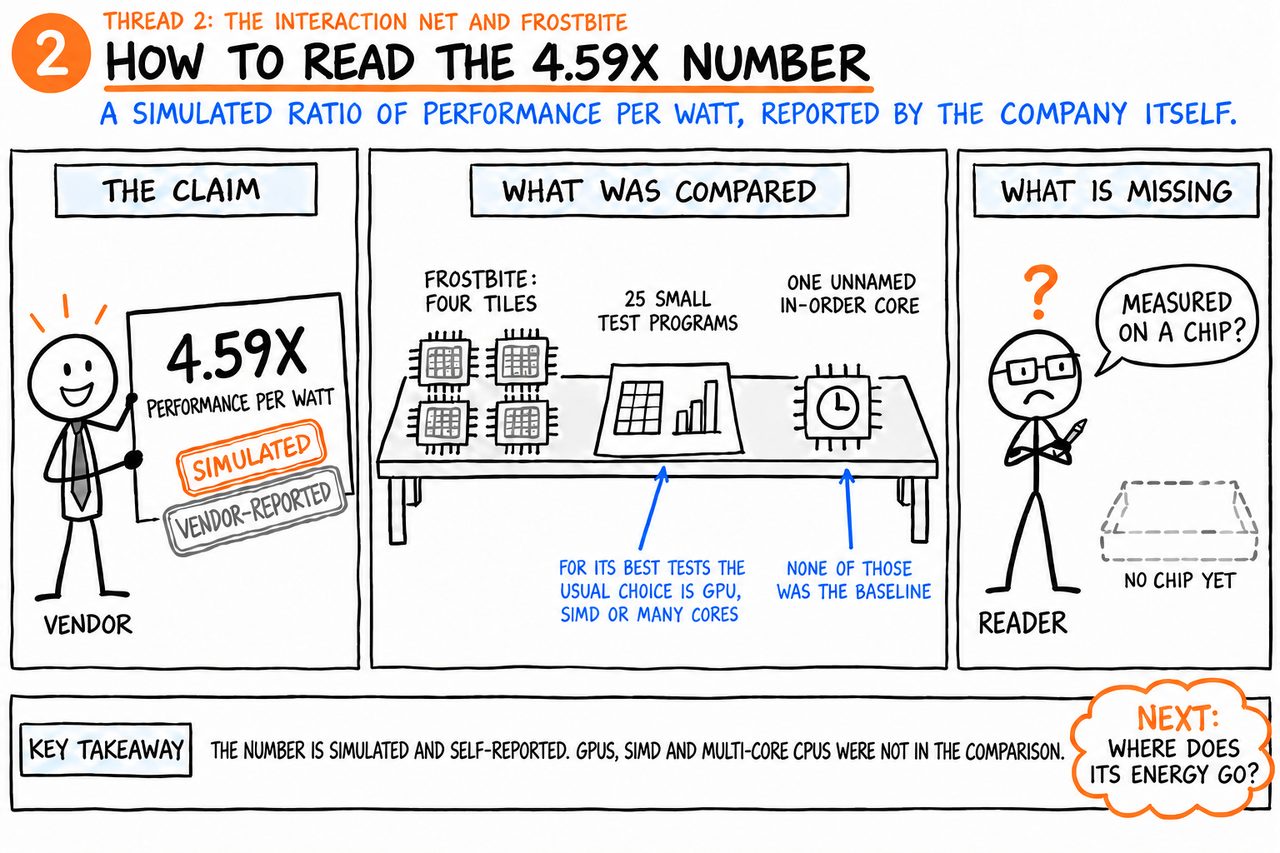 2
THREAD 2: THE INTERACTION NET AND FROSTBITE
HOW TO READ THE 4.59X NUMBER
A SIMULATED RATIO OF PERFORMANCE PER WATT, REPORTED BY THE COMPANY ITSELF.
THE CLAIM
4.59X
PERFORMANCE PER WATT
SIMULATED
VENDOR-REPORTED
VENDOR
WHAT WAS COMPARED
FROSTBITE:
FOUR TILES
25 SMALL
TEST PROGRAMS
ONE UNNAMED
IN-ORDER CORE
FOR ITS BEST TESTS THE
USUAL CHOICE IS GPU,
SIMD OR MANY CORES
NONE OF THOSE
WAS THE BASELINE
WHAT IS MISSING
?
MEASURED
ON A CHIP?
NO CHIP YET
READER
KEY TAKEAWAY
THE NUMBER IS SIMULATED AND SELF-REPORTED. GPUS, SIMD AND MULTI-CORE CPUS WERE NOT IN THE COMPARISON.
NEXT:
WHERE DOES
ITS ENERGY GO?